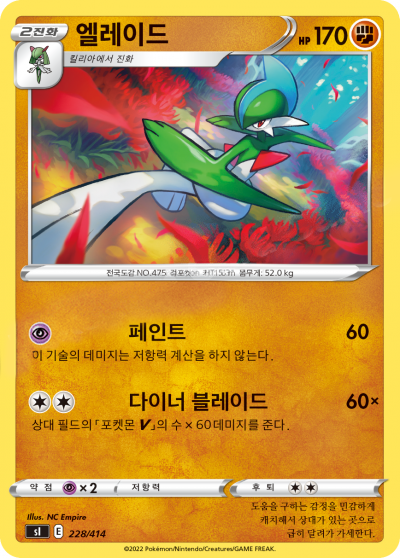 2진화 엘레이드 HP 170
킬리아에서 진화
전국도감 NO.475 몸무게: 52.0 kg
페인트 60
이 기술의 데미지는 저항력 계산을 하지 않는다.
다이너 블레이드 60×
상대 필드의 「포켓몬 V」의 수 × 60데미지를 준다.
약점 ×2 저항력 후퇴
Illus. NC Empire
sI E 228/414
도움을 구하는 감정을 민감하게
캐치해서 상대가 있는 곳으로
급히 달려가 가세한다.
©2022 Pokémon/Nintendo/Creatures/GAME FREAK.